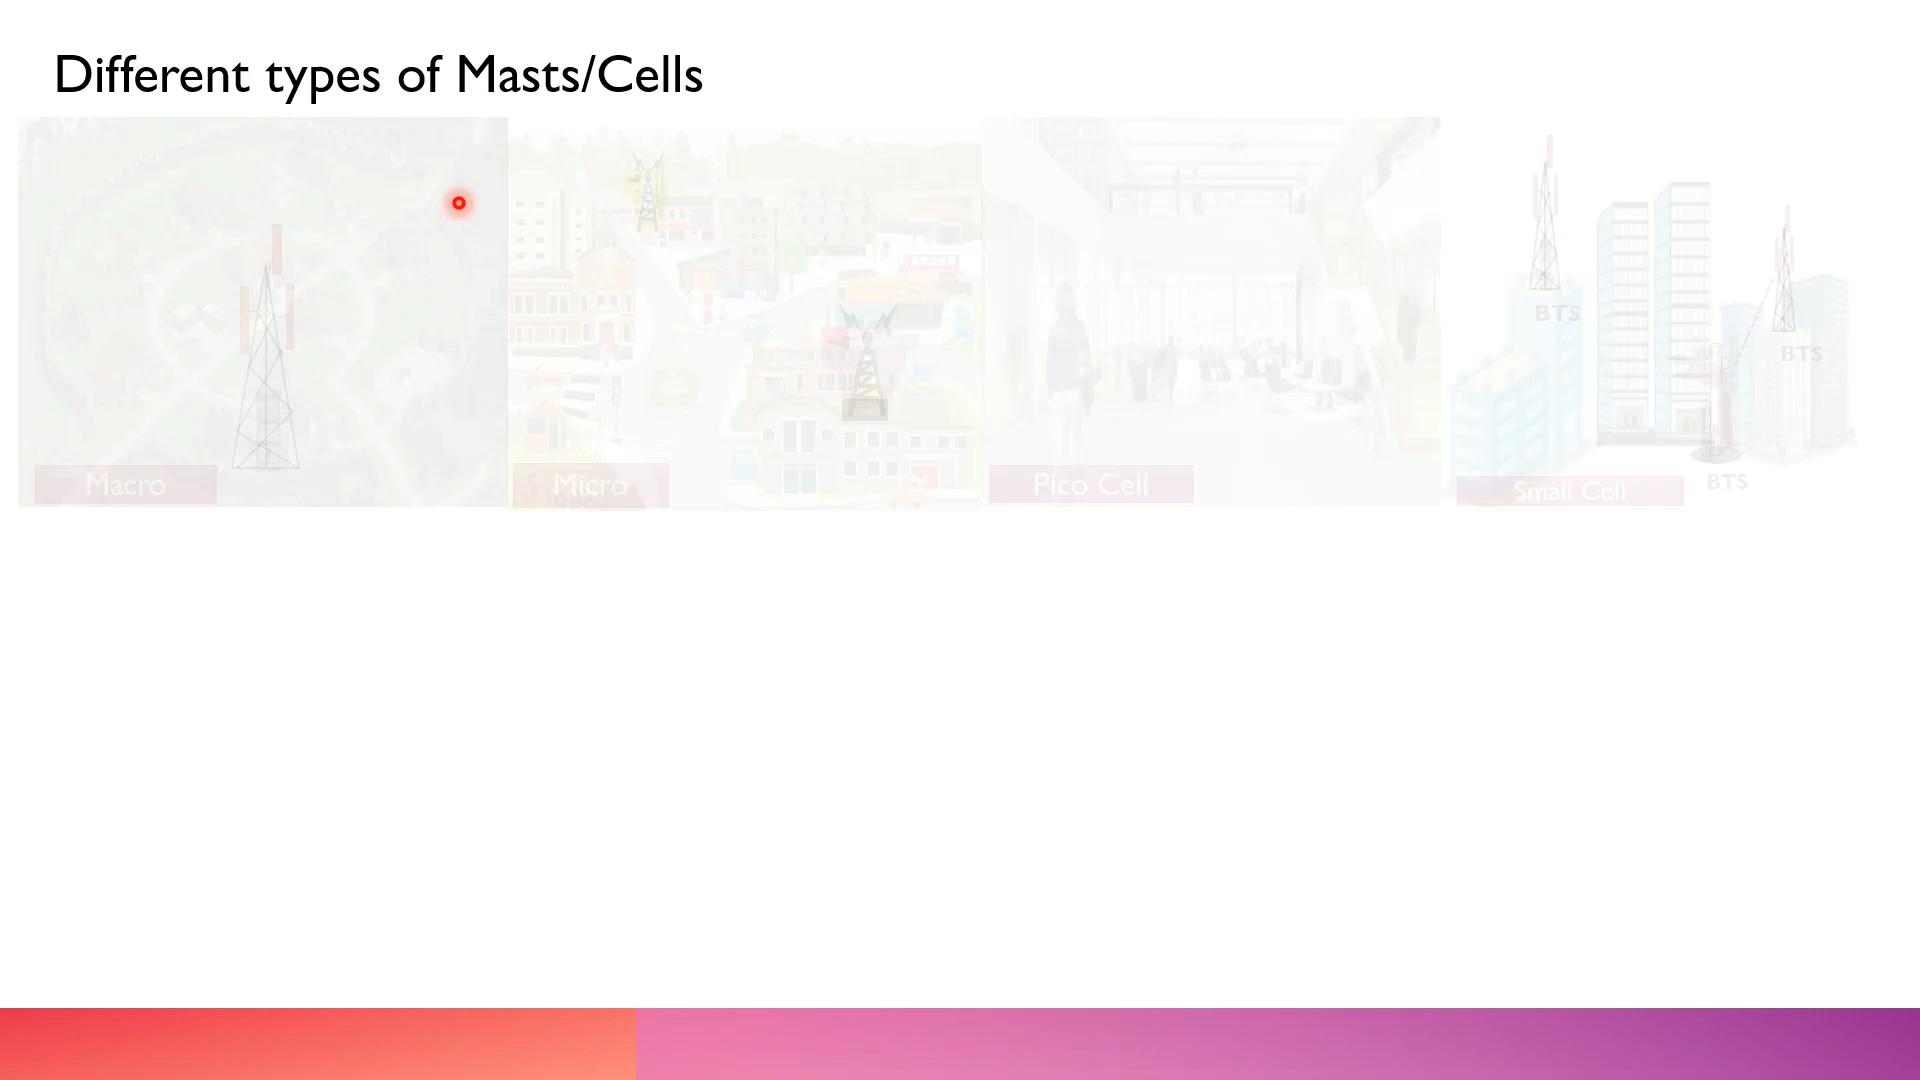 Different types of Masts/Cells
BTS
BTS
Macro
Micro
Pico Cell
Small Cell
BTS